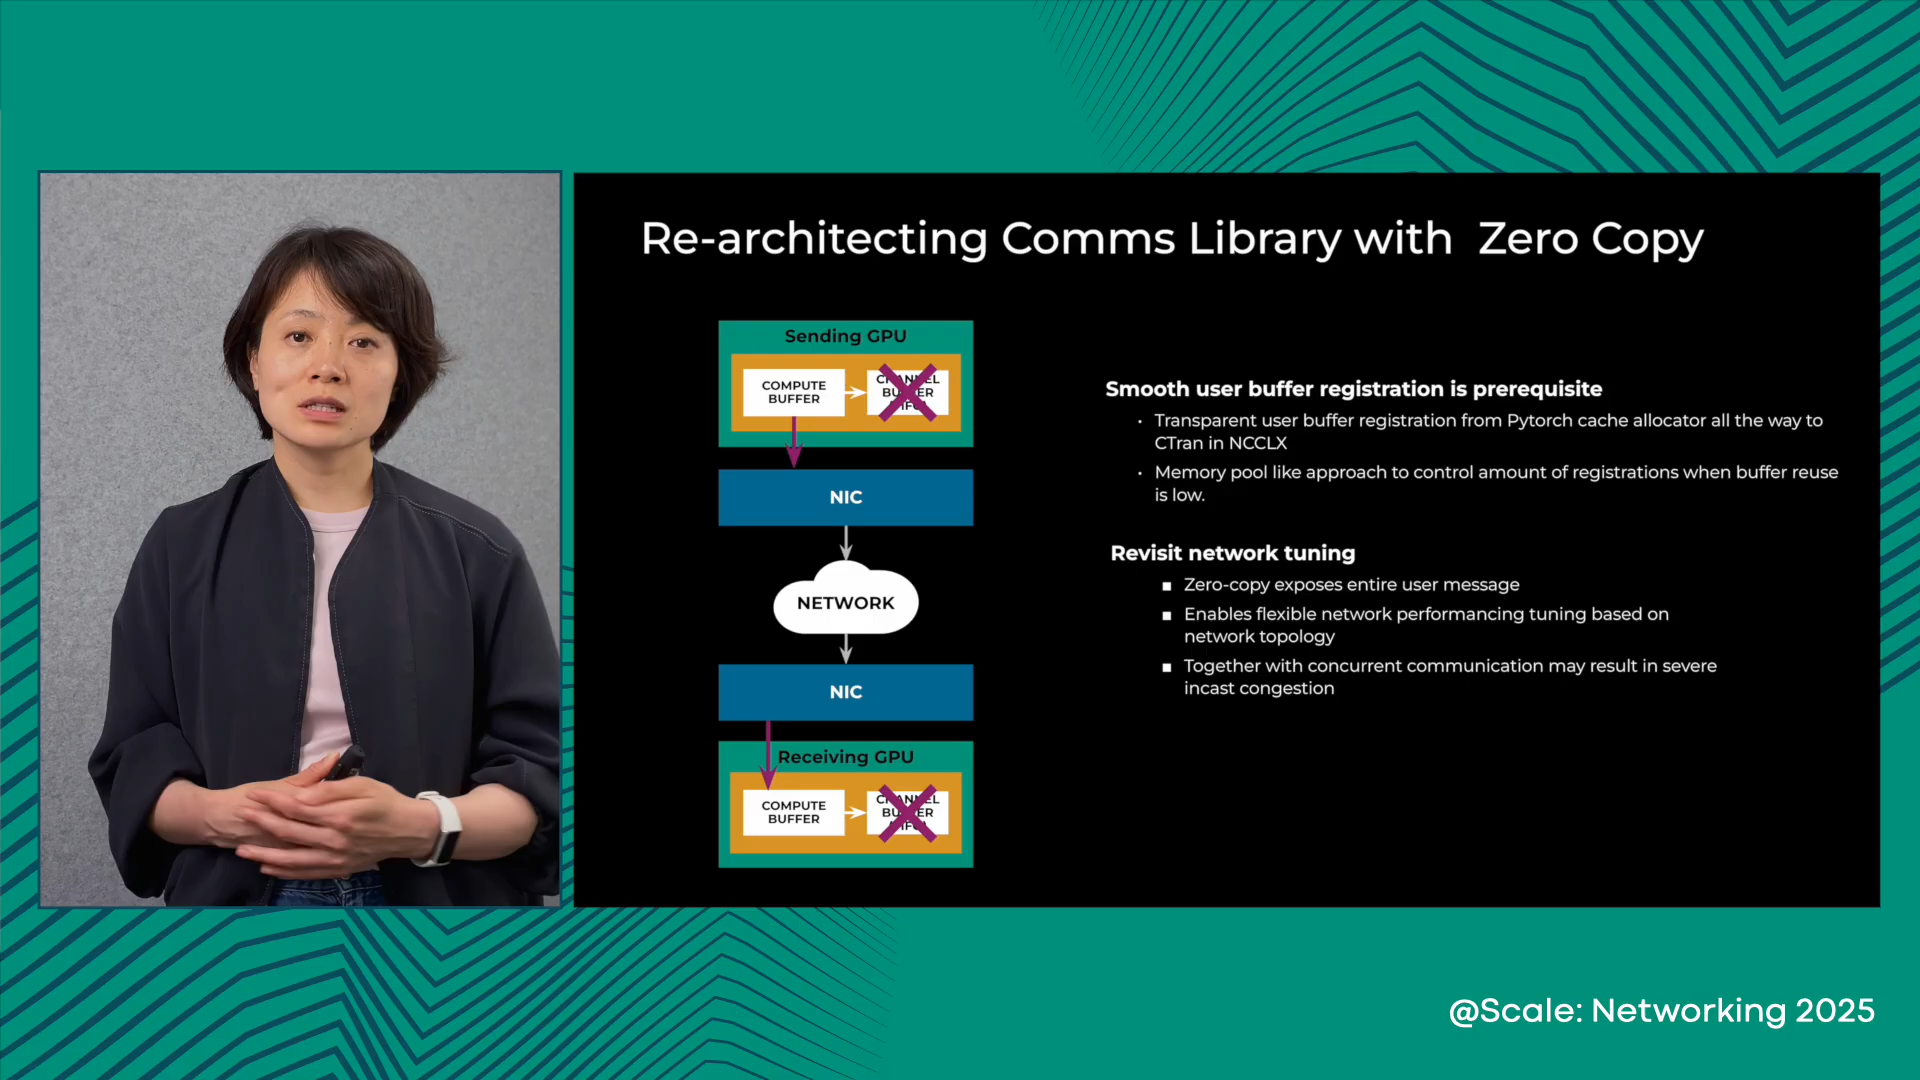 Re-architecting Comms Library with Zero Copy
Sending GPU
COMPUTE
BUFFER
NIC
NETWORK
NIC
Receiving GPU
COMPUTE
BUFFER
Smooth user buffer registration is prerequisite
Transparent user buffer registration from Pytorch cache allocator all the way to
CTran in NCCLX
Memory pool like approach to control amount of registrations when buffer reuse
is low.
Revisit network tuning
Zero-copy exposes entire user message
Enables flexible network performancing tuning based on
network topology
Together with concurrent communication may result in severe
incast congestion
@Scale: Networking 2025